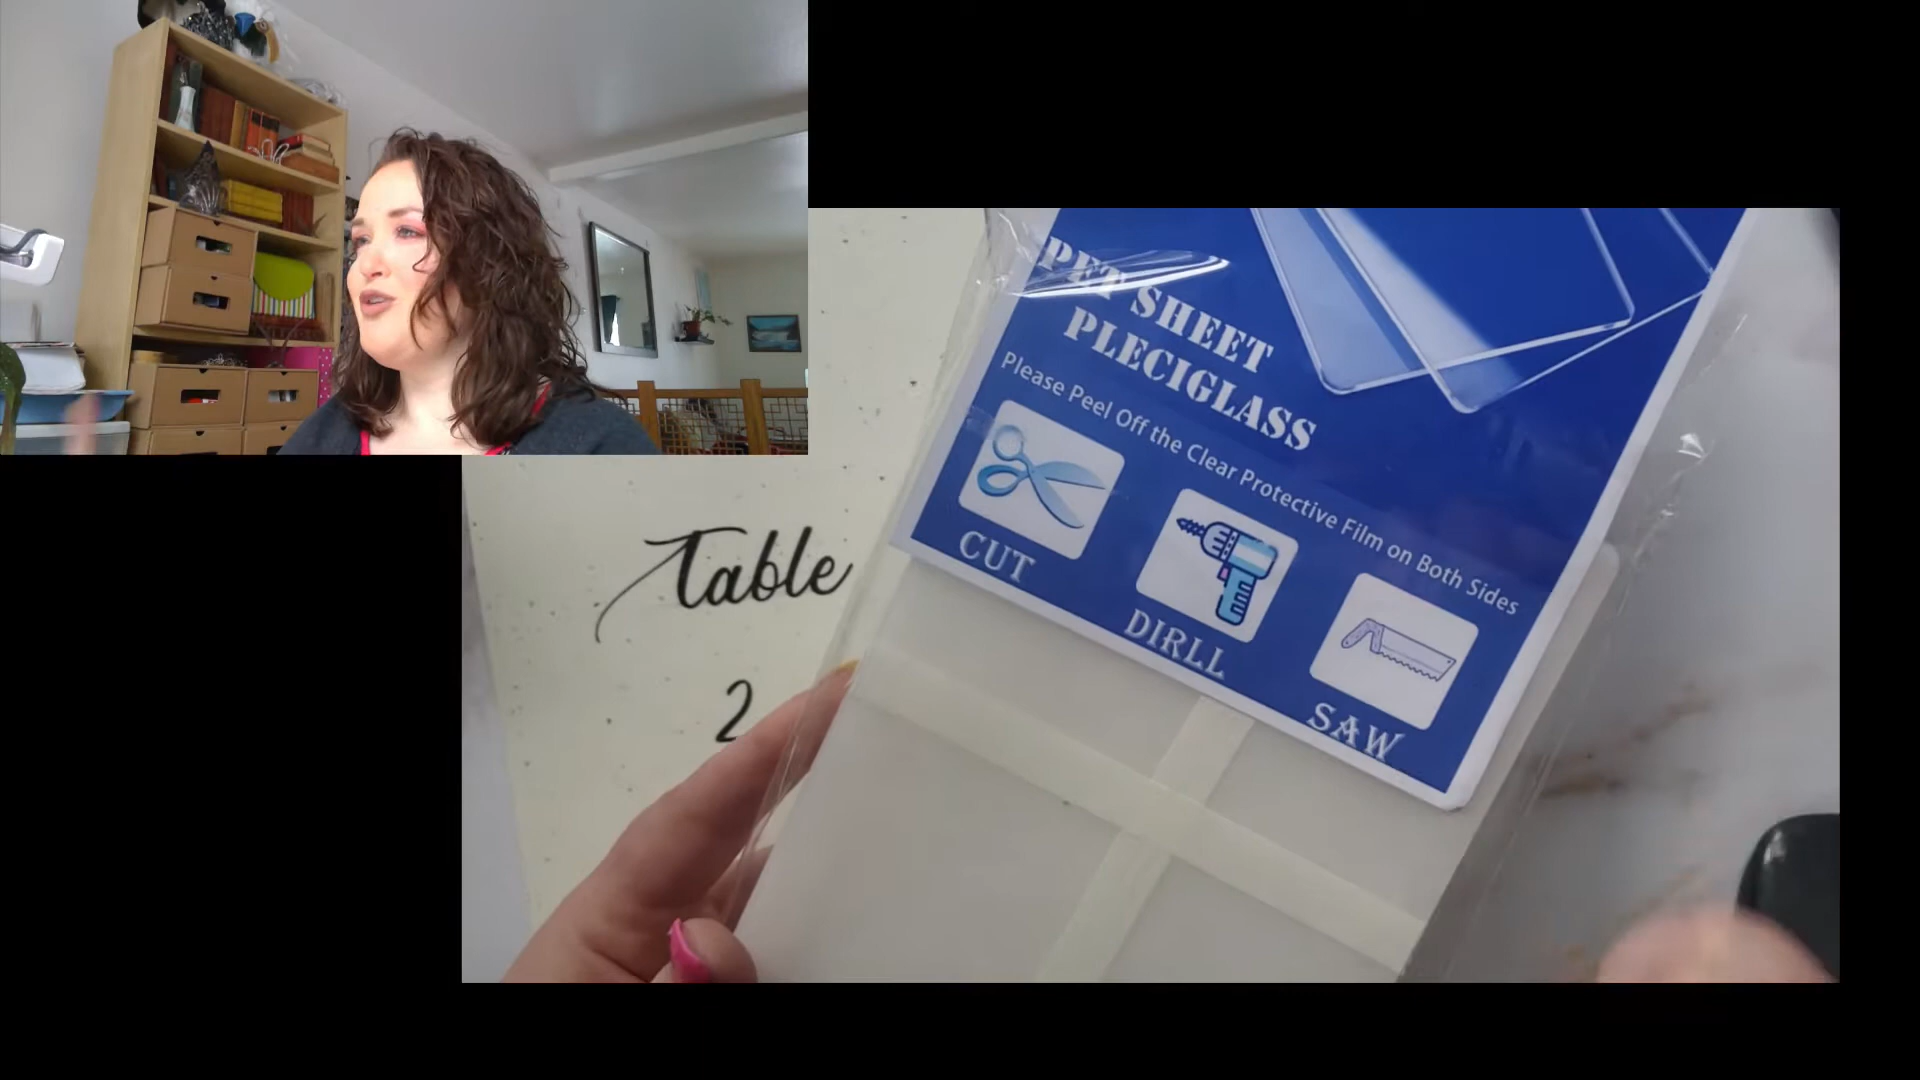 PET SHEET
PLECIGLASS
Please Peel Off the Clear Protective Film on Both Sides
CUT
DIRLL
SAW
Table
2